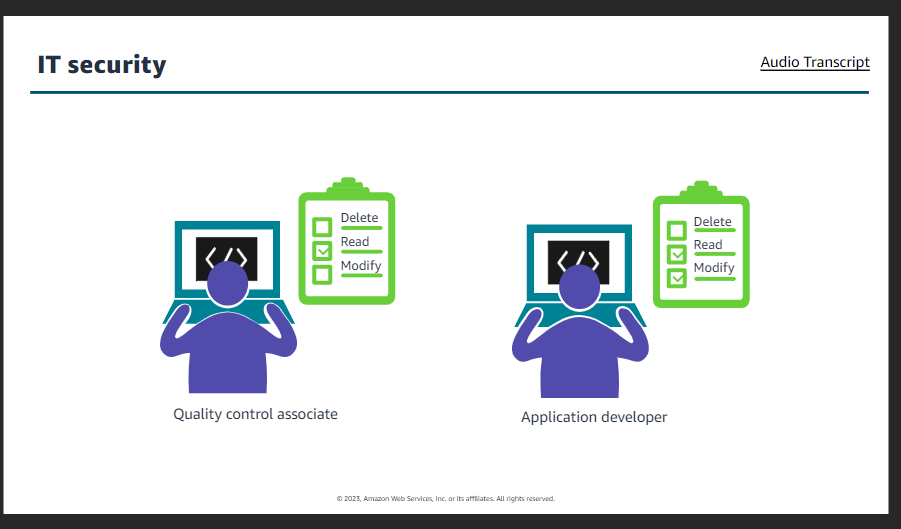 IT security
Audio Transcript
Delete
Read
Modify
</>
Quality control associate
Delete
Read
Modify
</>
Application developer
© 2023, Amazon Web Services, Inc. or its affiliates. All rights reserved.